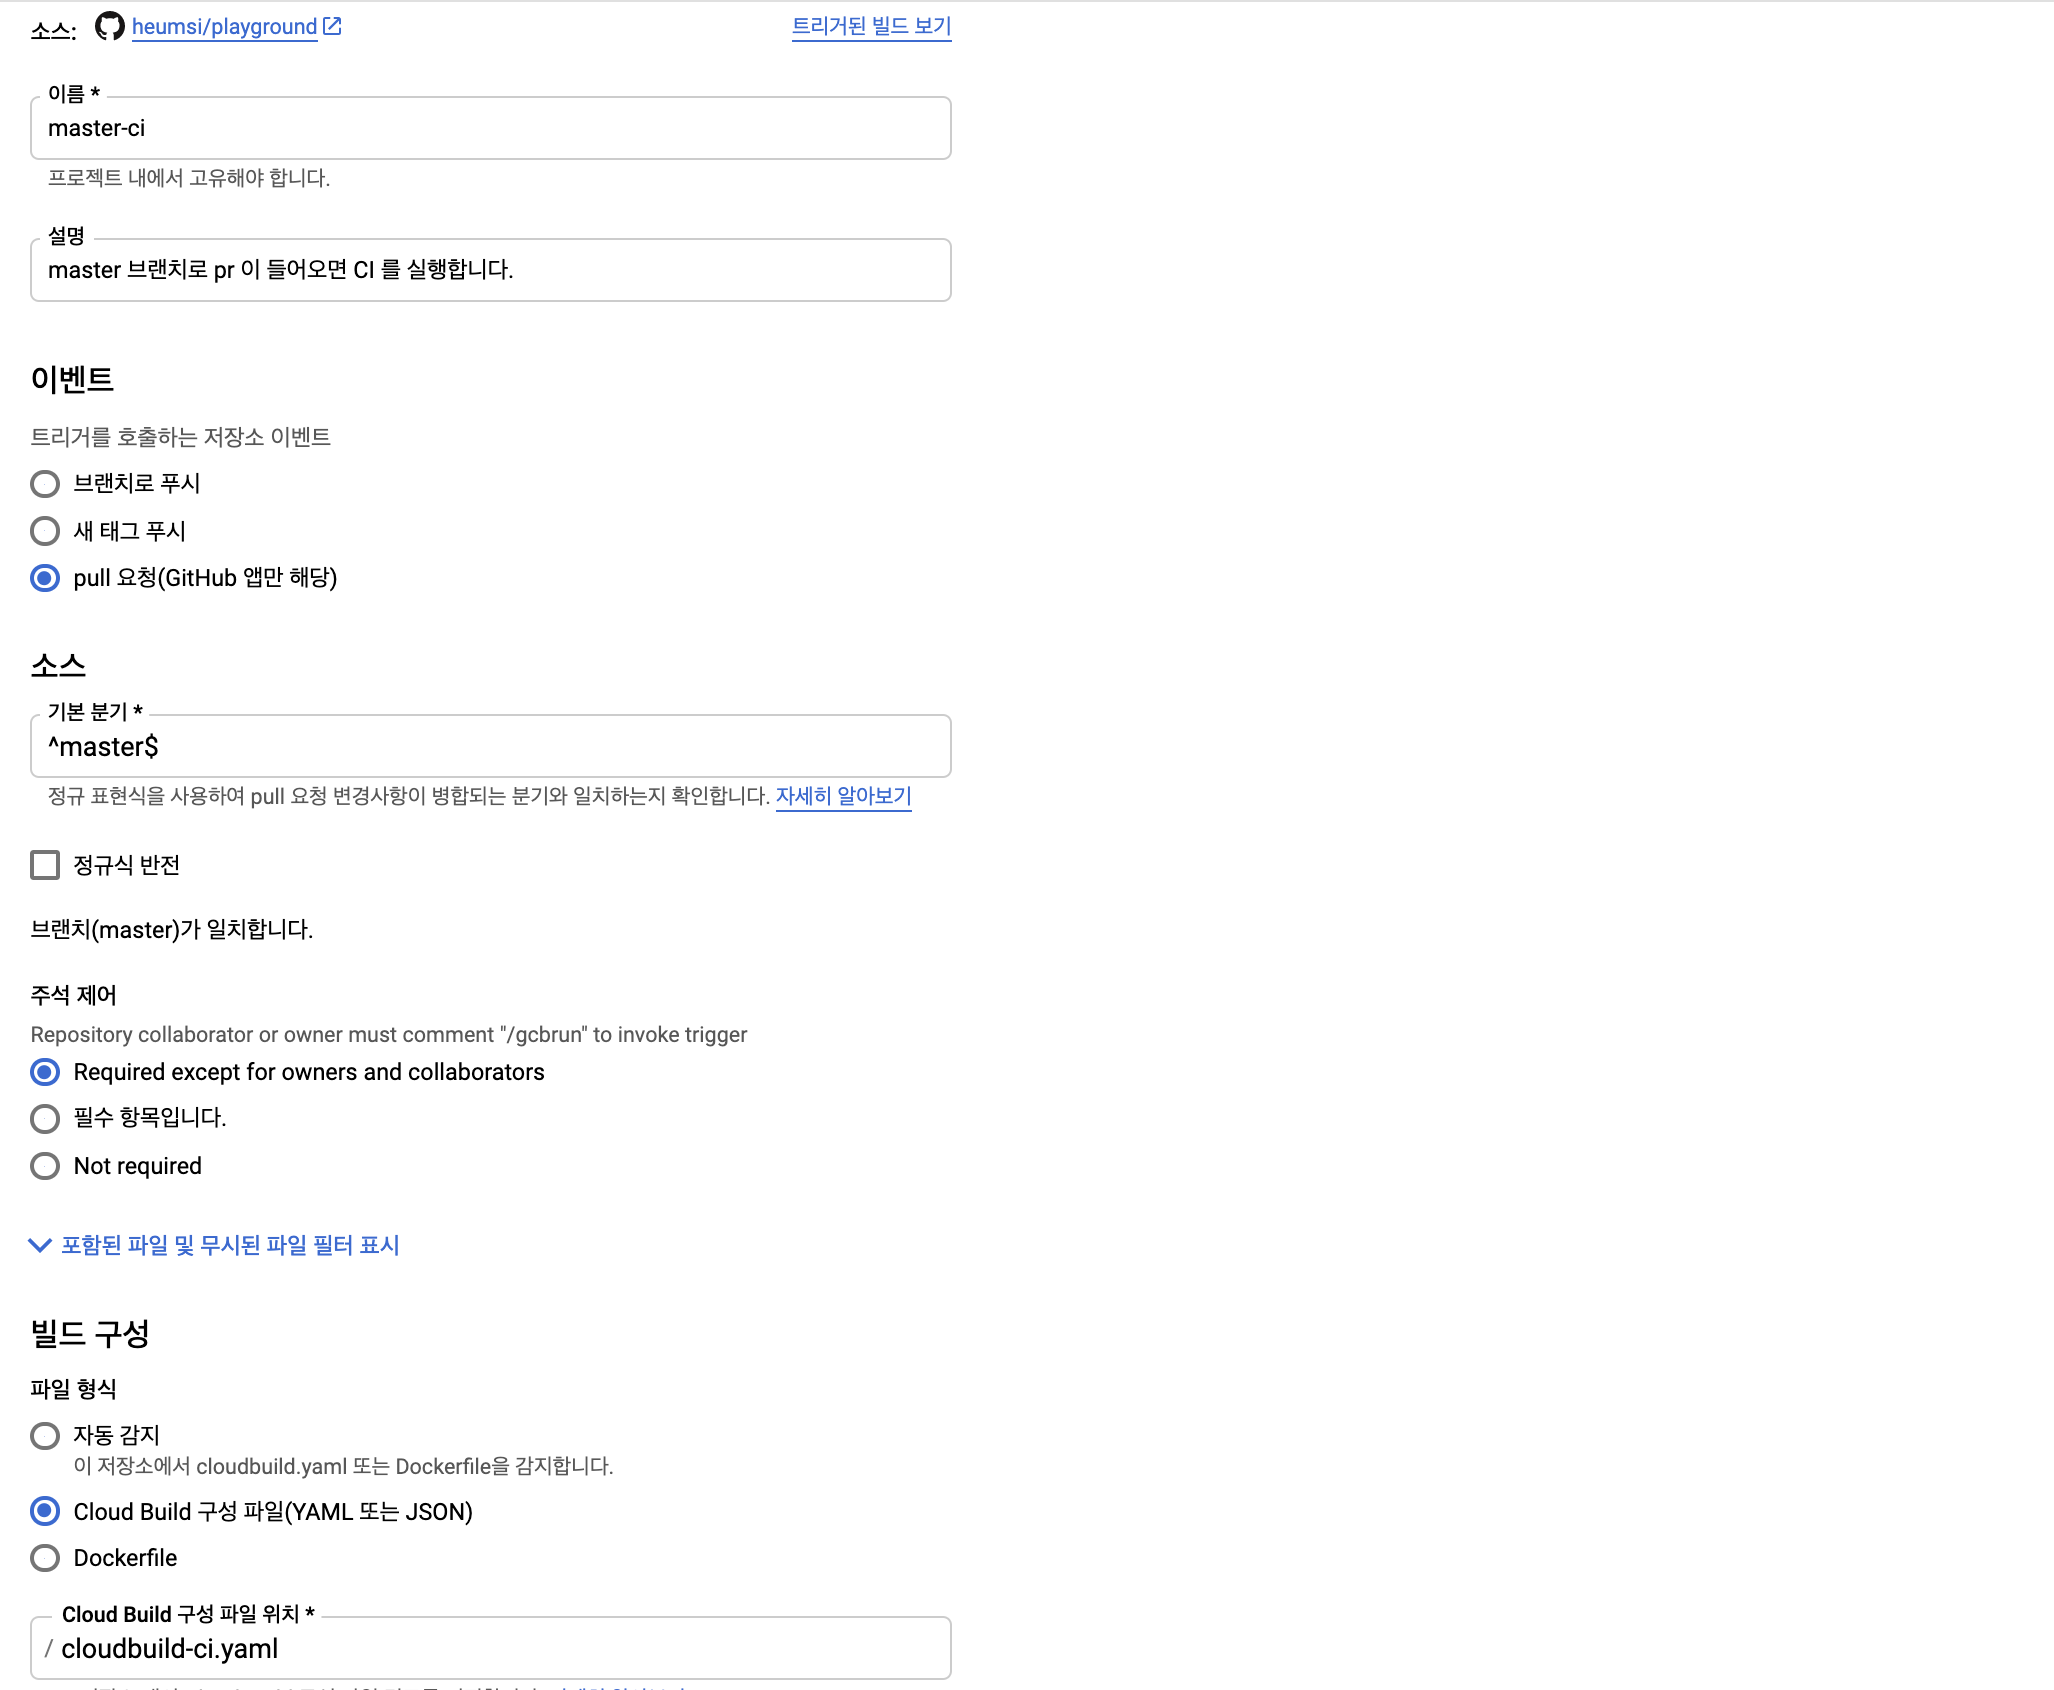 소스: heumsi/playground 트리거된 빌드 보기
이름 *
master-ci
프로젝트 내에서 고유해야 합니다.
설명
master 브랜치로 pr 이 들어오면 CI 를 실행합니다.
이벤트
트리거를 호출하는 저장소 이벤트
브랜치로 푸시
새 태그 푸시
pull 요청(GitHub 앱만 해당)
소스
기본 분기 *
^master$
정규 표현식을 사용하여 pull 요청 변경사항이 병합되는 분기와 일치하는지 확인합니다. 자세히 알아보기
정규식 반전
브랜치(master)가 일치합니다.
주석 제어
Repository collaborator or owner must comment "/gcbrun" to invoke trigger
Required except for owners and collaborators
필수 항목입니다.
Not required
포함된 파일 및 무시된 파일 필터 표시
빌드 구성
파일 형식
자동 감지
이 저장소에서 cloudbuild.yaml 또는 Dockerfile을 감지합니다.
Cloud Build 구성 파일(YAML 또는 JSON)
Dockerfile
Cloud Build 구성 파일 위치 *
/ cloudbuild-ci.yaml